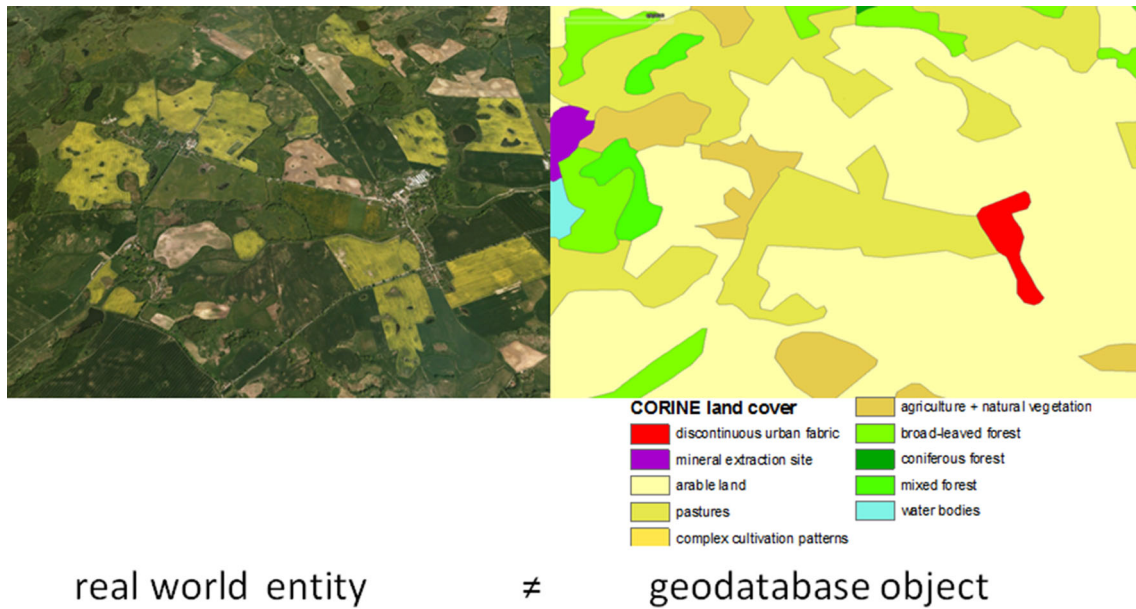 CORINE land cover
discontinuous urban fabric
mineral extraction site
arable land
pastures
complex cultivation patterns
agriculture + natural vegetation
broad-leaved forest
coniferous forest
mixed forest
water bodies
real world entity ≠ geodatabase object